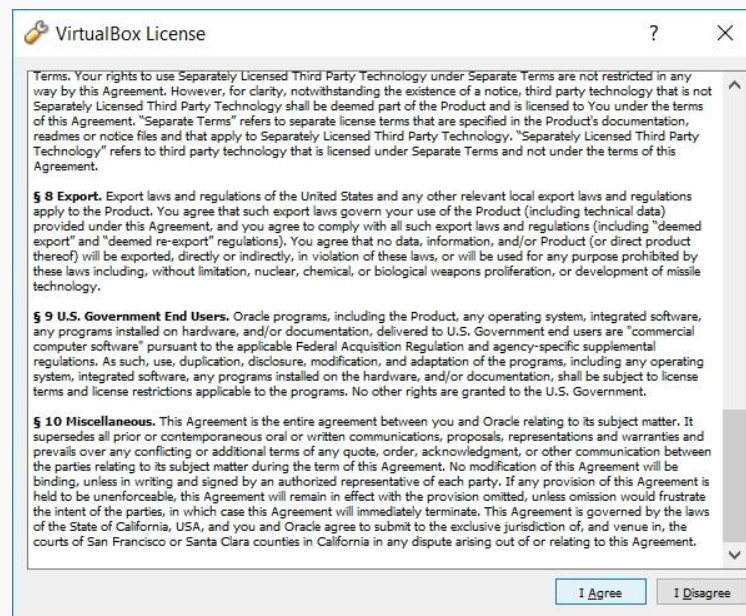 VirtualBox License
Terms. Your rights to use Separately Licensed Third Party Technology under Separate Terms are not restricted in any
way by this Agreement. However, for clarity, notwithstanding the existence of a notice, third party technology that is not
Separately Licensed Third Party Technology shall be deemed part of the Product and is licensed to You under the terms
of this Agreement. "Separate Terms" refers to separate license terms that are specified in the Product's documentation,
readmes or notice files and that apply to Separately Licensed Third Party Technology. "Separately Licensed Third Party
Technology" refers to third party technology that is licensed under Separate Terms and not under the terms of this
Agreement.
§ 8 Export. Export laws and regulations of the United States and any other relevant local export laws and regulations
apply to the Product. You agree that such export laws govern your use of the Product (including technical data)
provided under this Agreement, and you agree to comply with all such export laws and regulations (including "deemed
export" and "deemed re-export" regulations). You agree that no data, information, and/or Product (or direct product
thereof) will be exported, directly or indirectly, in violation of these laws, or will be used for any purpose prohibited by
these laws including, without limitation, nuclear, chemical, or biological weapons proliferation, or development of missile
technology.
§ 9 U.S. Government End Users. Oracle programs, including the Product, any operating system, integrated software,
any programs installed on hardware, and/or documentation, delivered to U.S. Government end users are "commercial
computer software" pursuant to the applicable Federal Acquisition Regulation and agency-specific supplemental
regulations. As such, use, duplication, disclosure, modification, and adaptation of the programs, including any operating
system, integrated software, any programs installed on the hardware, and/or documentation, shall be subject to license
terms and license restrictions applicable to the programs. No other rights are granted to the U.S. Government.
§ 10 Miscellaneous. This Agreement is the entire agreement between you and Oracle relating to its subject matter. It
supersedes all prior or contemporaneous oral or written communications, proposals, representations and warranties and
prevails over any conflicting or additional terms of any quote, order, acknowledgment, or other communication between
the parties relating to its subject matter during the term of this Agreement. No modification of this Agreement will be
binding, unless in writing and signed by an authorized representative of each party. If any provision of this Agreement is
held to be unenforceable, this Agreement will remain in effect with the provision omitted, unless omission would frustrate
the intent of the parties, in which case this Agreement will immediately terminate. This Agreement is governed by the laws
of the State of California, USA, and you and Oracle agree to submit to the exclusive jurisdiction of, and venue in, the
courts of San Francisco or Santa Clara counties in California in any dispute arising out of or relating to this Agreement.
I Agree
I Disagree